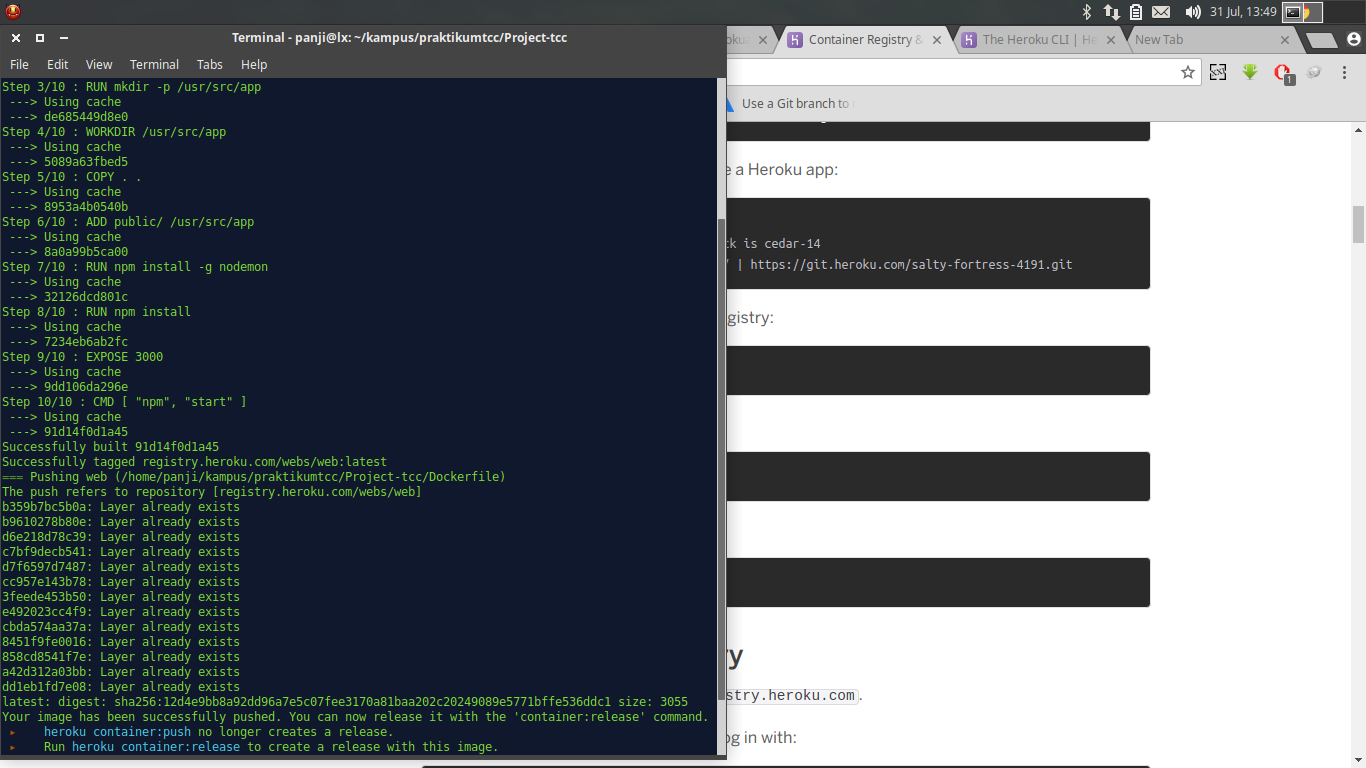 31 Jul, 13:49
Terminal - panji@lx: ~/kampus/praktikumtcc/Project-tcc
File Edit View Terminal Tabs Help
Step 3/10 : RUN mkdir -p /usr/src/app
---> Using cache
---> de685449d8e0
Step 4/10 : WORKDIR /usr/src/app
---> Using cache
---> 5089a63fbed5
Step 5/10 : COPY . .
---> Using cache
---> 8953a4b0540b
Step 6/10 : ADD public/ /usr/src/app
---> Using cache
---> 8a0a99b5ca00
Step 7/10 : RUN npm install -g nodemon
---> Using cache
---> 32126dcd801c
Step 8/10 : RUN npm install
---> Using cache
---> 7234eb6ab2fc
Step 9/10 : EXPOSE 3000
---> Using cache
---> 9dd106da296e
Step 10/10 : CMD [ "npm", "start" ]
---> Using cache
---> 91d14f0d1a45
Successfully built 91d14f0d1a45
Successfully tagged registry.heroku.com/webs/web:latest
=== Pushing web (/home/panji/kampus/praktikumtcc/Project-tcc/Dockerfile)
The push refers to repository [registry.heroku.com/webs/web]
b359b7bc5b0a: Layer already exists
b9610278b80e: Layer already exists
d6e218d78c39: Layer already exists
c7bf9decb541: Layer already exists
d7f6597d7487: Layer already exists
cc957e143b78: Layer already exists
3feede453b50: Layer already exists
e492023cc4f9: Layer already exists
cbda574aa37a: Layer already exists
8451f9fe0016: Layer already exists
858cd8541f7e: Layer already exists
a42d312a03bb: Layer already exists
dd1eb1fd7e08: Layer already exists
latest: digest: sha256:12d4e9bb8a92dd96a7e5c07fee3170a81baa202c20249089e5771bffe536ddc1 size: 3055
Your image has been successfully pushed. You can now release it with the 'container:release' command.
▸ heroku container:push no longer creates a release.
▸ Run heroku container:release to create a release with this image.
Container Registry &
The Heroku CLI | He
New Tab
1
Use a Git branch to
e a Heroku app:
ck is cedar-14
/ | https://git.heroku.com/salty-fortress-4191.git
gistry:
ry
stry.heroku.com.
og in with: